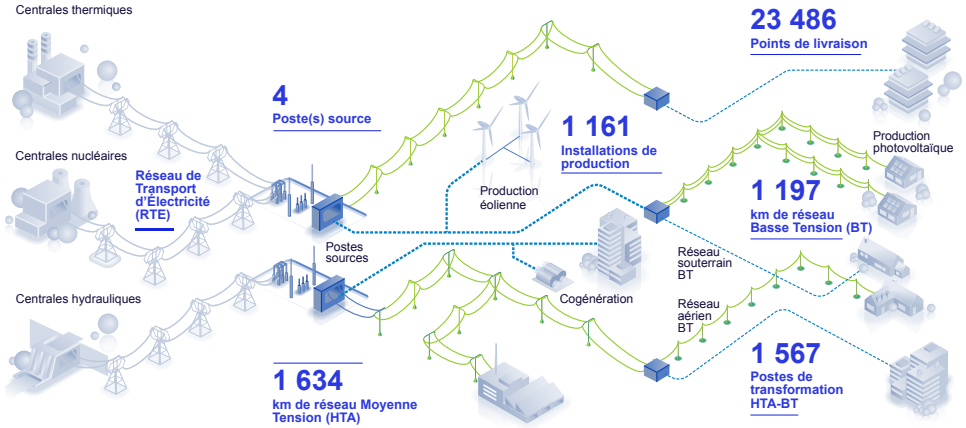 Centrales thermiques
23 486
Points de livraison
4
Poste(s) source
1 161
Installations de
production
Production
photovoltaïque
Centrales nucléaires
Réseau de
Transport
d'Électricité
(RTE)
Production
éolienne
1 197
km de réseau
Basse Tension (BT)
Postes
sources
Réseau
souterrain
BT
Centrales hydrauliques
Cogénération
Réseau
aérien
BT
1 634
km de réseau Moyenne
Tension (HTA)
1 567
Postes de
transformation
HTA-BT